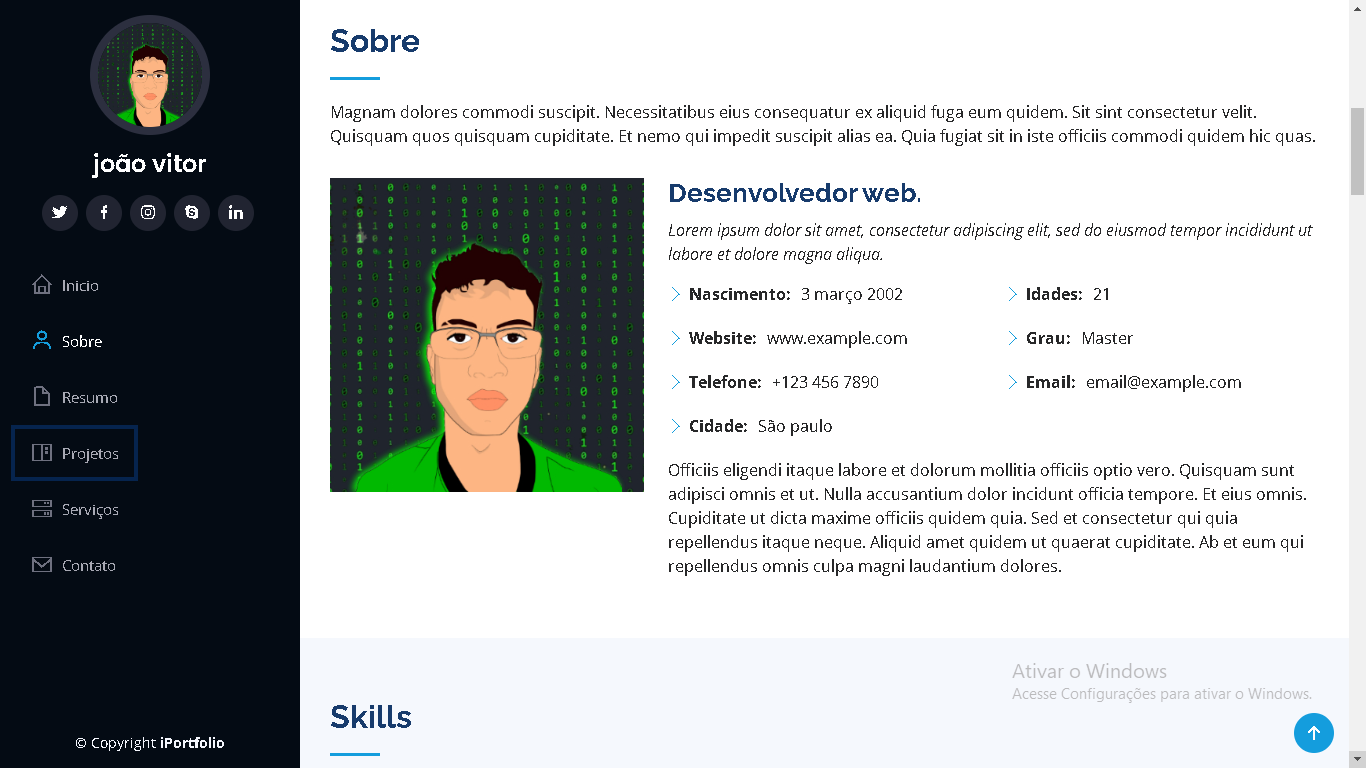 joão vitor
Inicio
Sobre
Resumo
Projetos
Serviços
Contato
© Copyright iPortfolio
Sobre
Magnam dolores commodi suscipit. Necessitatibus eius consequatur ex aliquid fuga eum quidem. Sit sint consectetur velit.
Quisquam quos quisquam cupiditate. Et nemo qui impedit suscipit alias ea. Quia fugiat sit in iste officiis commodi quidem hic quas.
Desenvolvedor web.
Lorem ipsum dolor sit amet, consectetur adipiscing elit, sed do eiusmod tempor incididunt ut
labore et dolore magna aliqua.
Nascimento: 3 março 2002
Idades: 21
Website: www.example.com
Grau: Master
Telefone: +123 456 7890
Email: email@example.com
Cidade: São paulo
Officiis eligendi itaque labore et dolorum mollitia officiis optio vero. Quisquam sunt
adipisci omnis et ut. Nulla accusantium dolor incidunt officia tempore. Et eius omnis.
Cupiditate ut dicta maxime officiis quidem quia. Sed et consectetur qui quia
repellendus itaque neque. Aliquid amet quidem ut quaerat cupiditate. Ab et eum qui
repellendus omnis culpa magni laudantium dolores.
Ativar o Windows
Acesse Configurações para ativar o Windows.
Skills